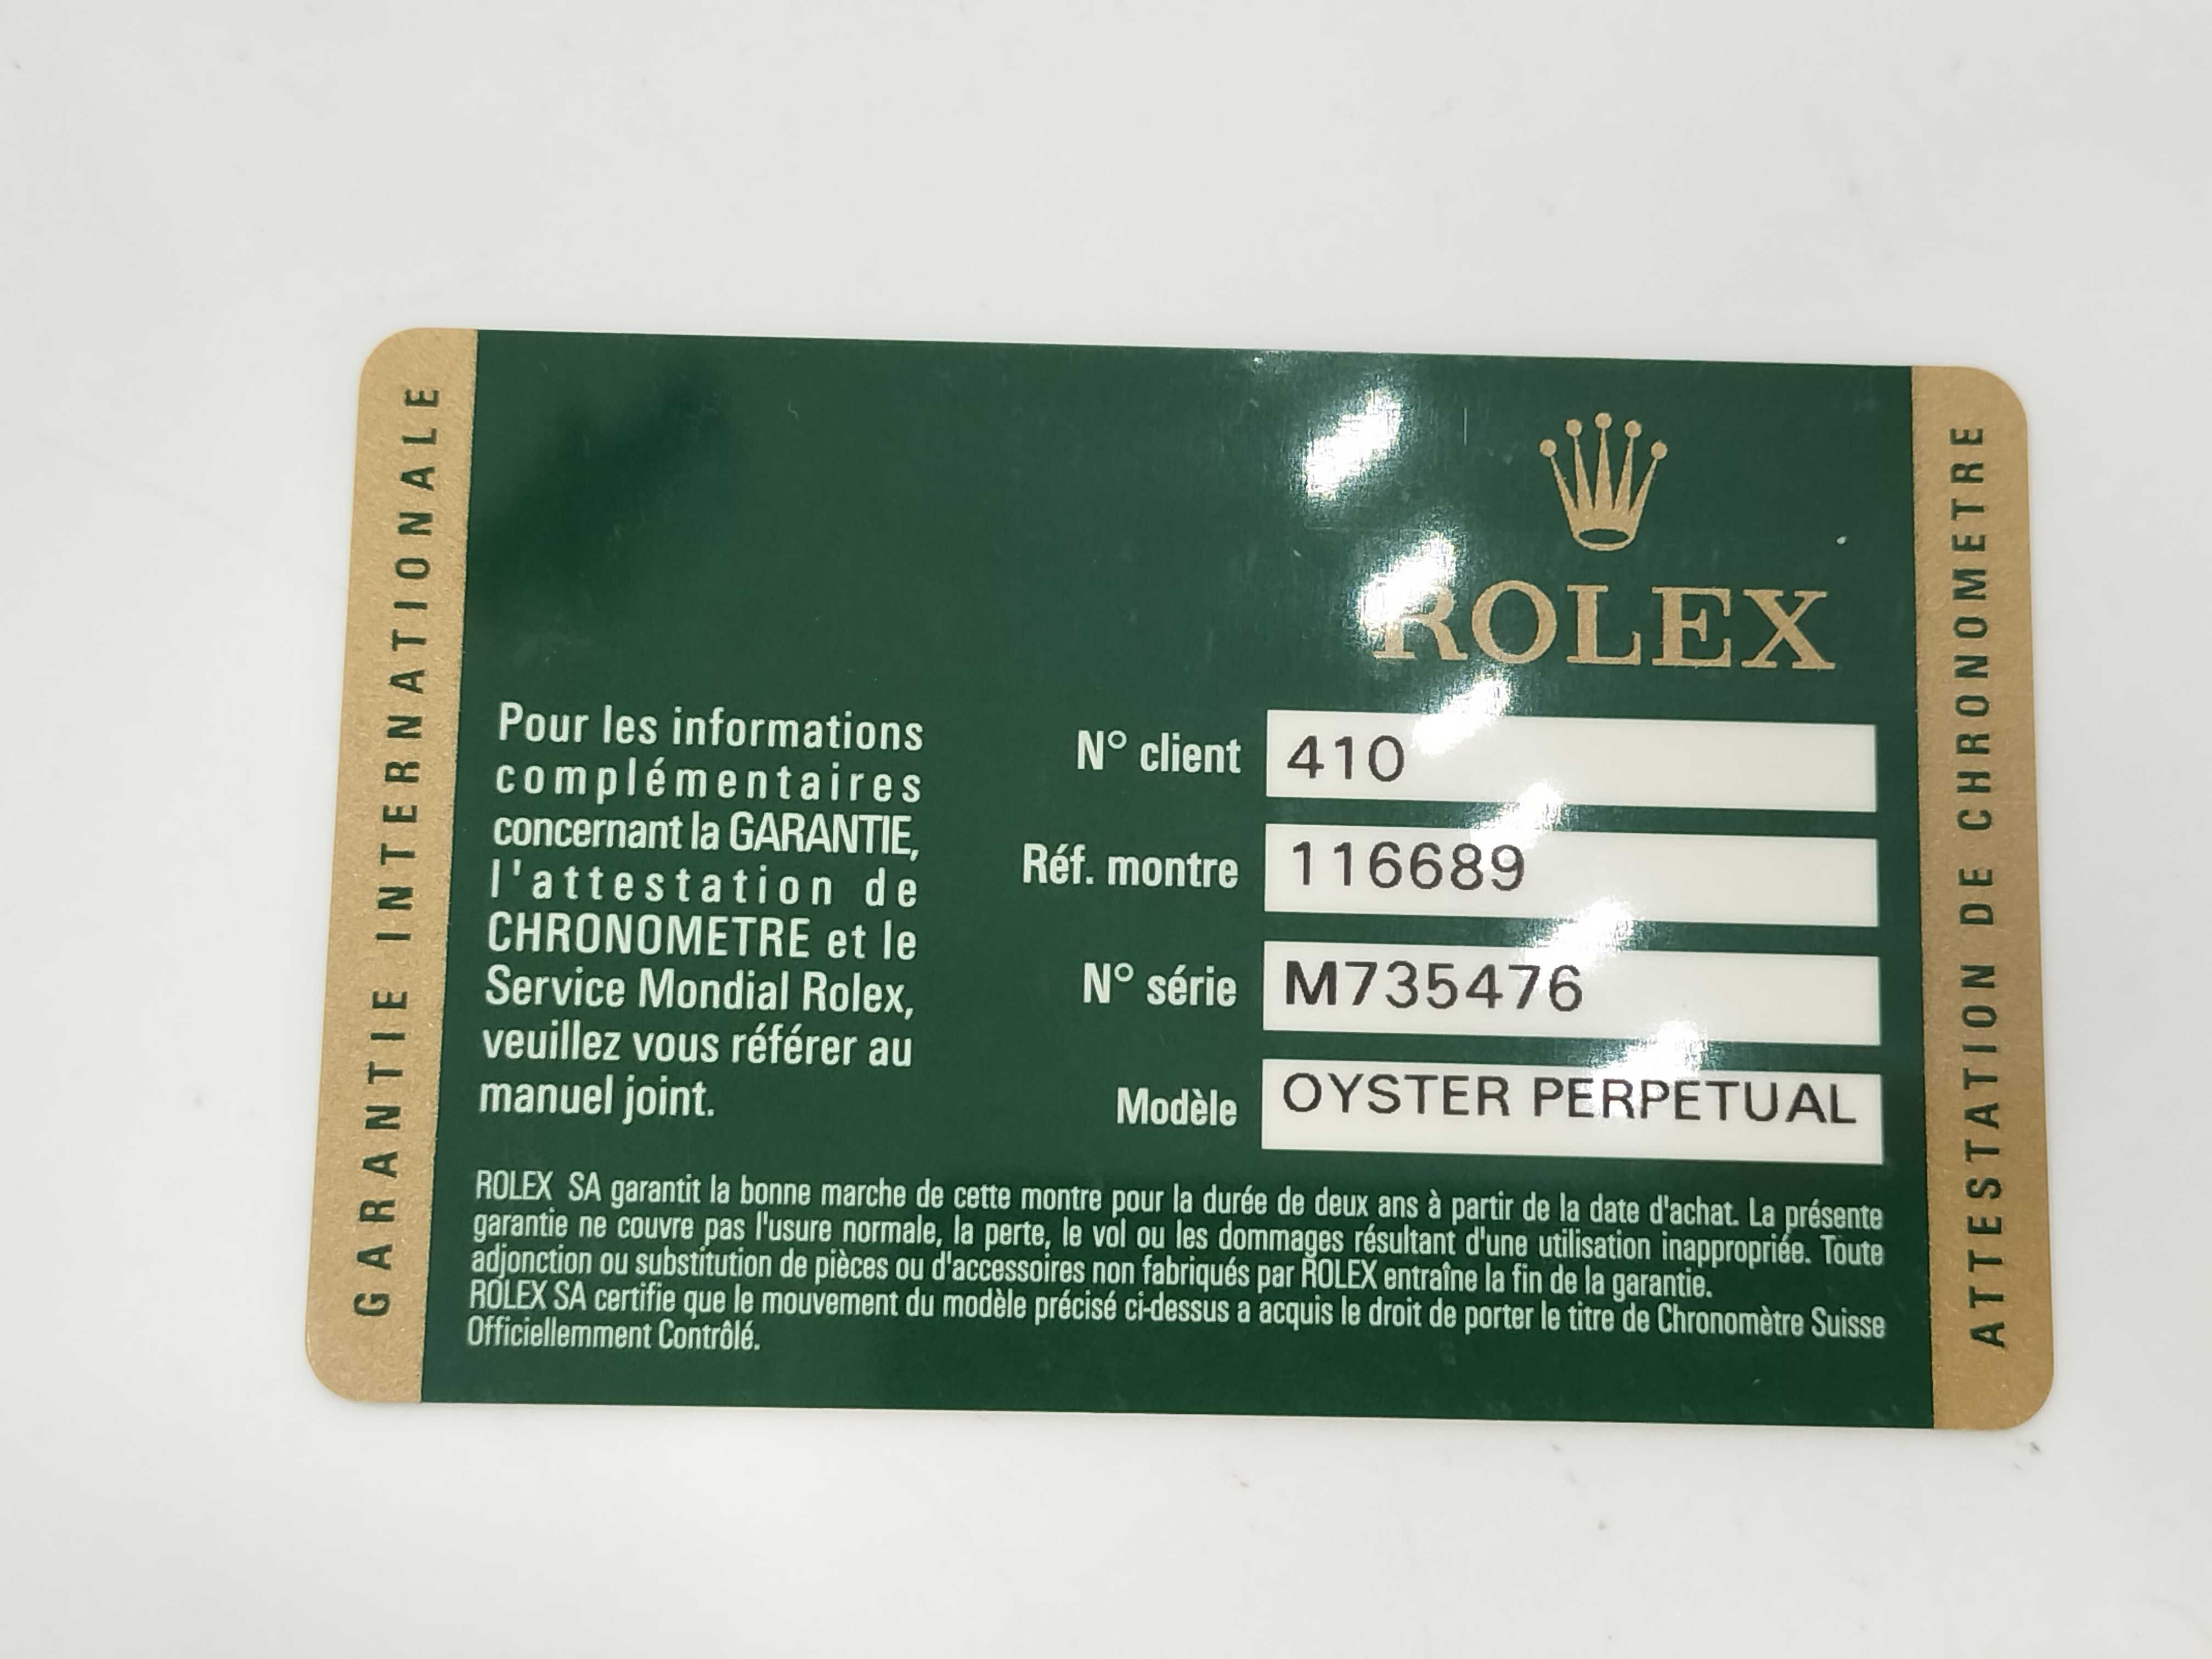 GARANTIE INTERNATIONALE
ROLEX
Pour les informations
complémentaires
concernant la GARANTIE,
l'attestation de
CHRONOMETRE et le
Service Mondial Rolex,
veuillez vous référer au
manuel joint.
N° client 410
Réf. montre 116689
N° série M735476
Modèle OYSTER PERPETUAL
ROLEX SA garantit la bonne marche de cette montre pour la durée de deux ans à partir de la date d'achat. La présente
garantie ne couvre pas l'usure normale, la perte, le vol ou les dommages résultant d'une utilisation inappropriée. Toute
adjonction ou substitution de pièces ou d'accessoires non fabriqués par ROLEX entraîne la fin de la garantie.
ROLEX SA certifie que le mouvement du modèle précisé ci-dessus a acquis le droit de porter le titre de Chronomètre Suisse
Officiellemment Contrôlé.
ATTESTATION DE CHRONOMETRE